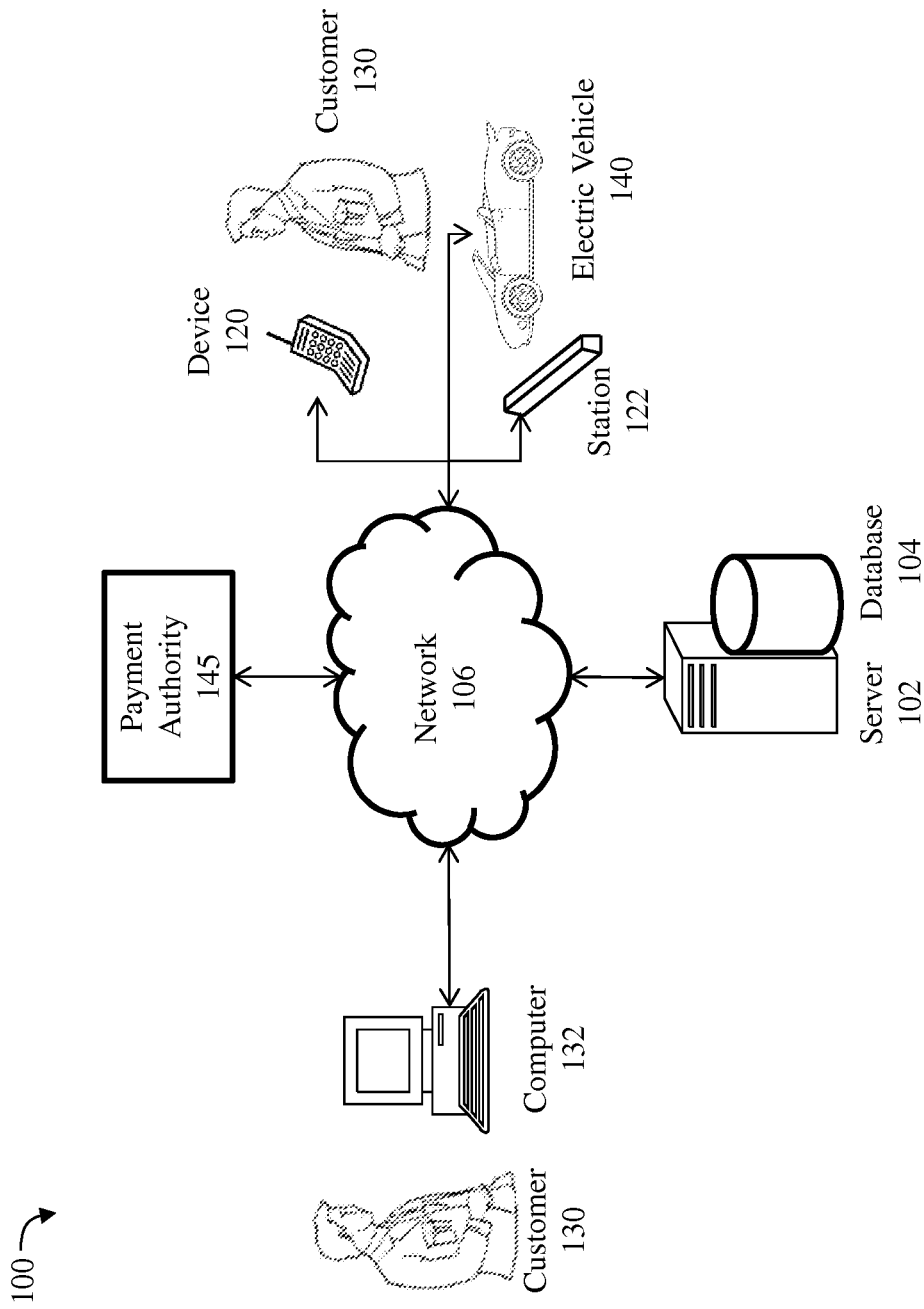 100
Payment
Authority
145
Customer
130
Device
120
Network
106
Computer
132
Customer
130
Electric Vehicle
140
Station
122
Server
102
Database
104